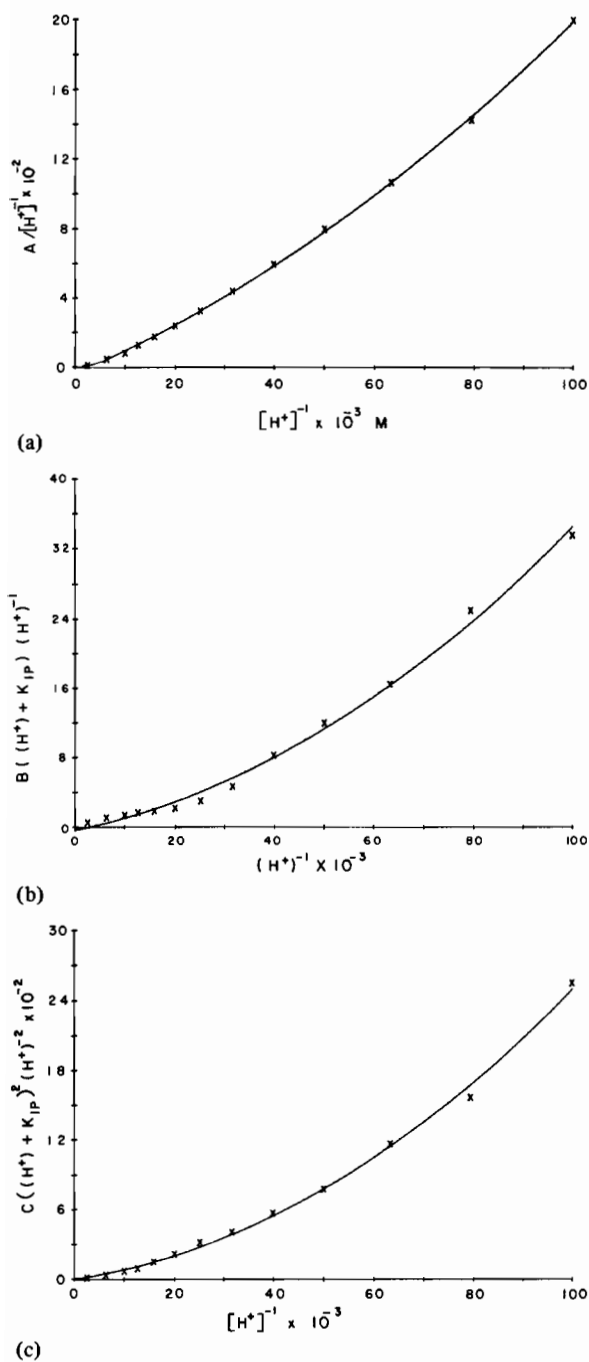 20
16
12
8
4
0
A/[H⁺]⁻¹ x 10⁻²
0 20 40 60 80 100
[H⁺]⁻¹ x 10⁻³ M
(a)
40
32
24
16
8
0
B((H⁺) + K₁P) (H⁺)⁻¹
0 20 40 60 80 100
(H⁺)⁻¹ X 10⁻³
(b)
30
24
18
12
6
0
C((H⁺) + K₁P)² (H⁺)⁻² x 10⁻²
0 20 40 60 80 100
[H⁺]⁻¹ x 10⁻³
(c)